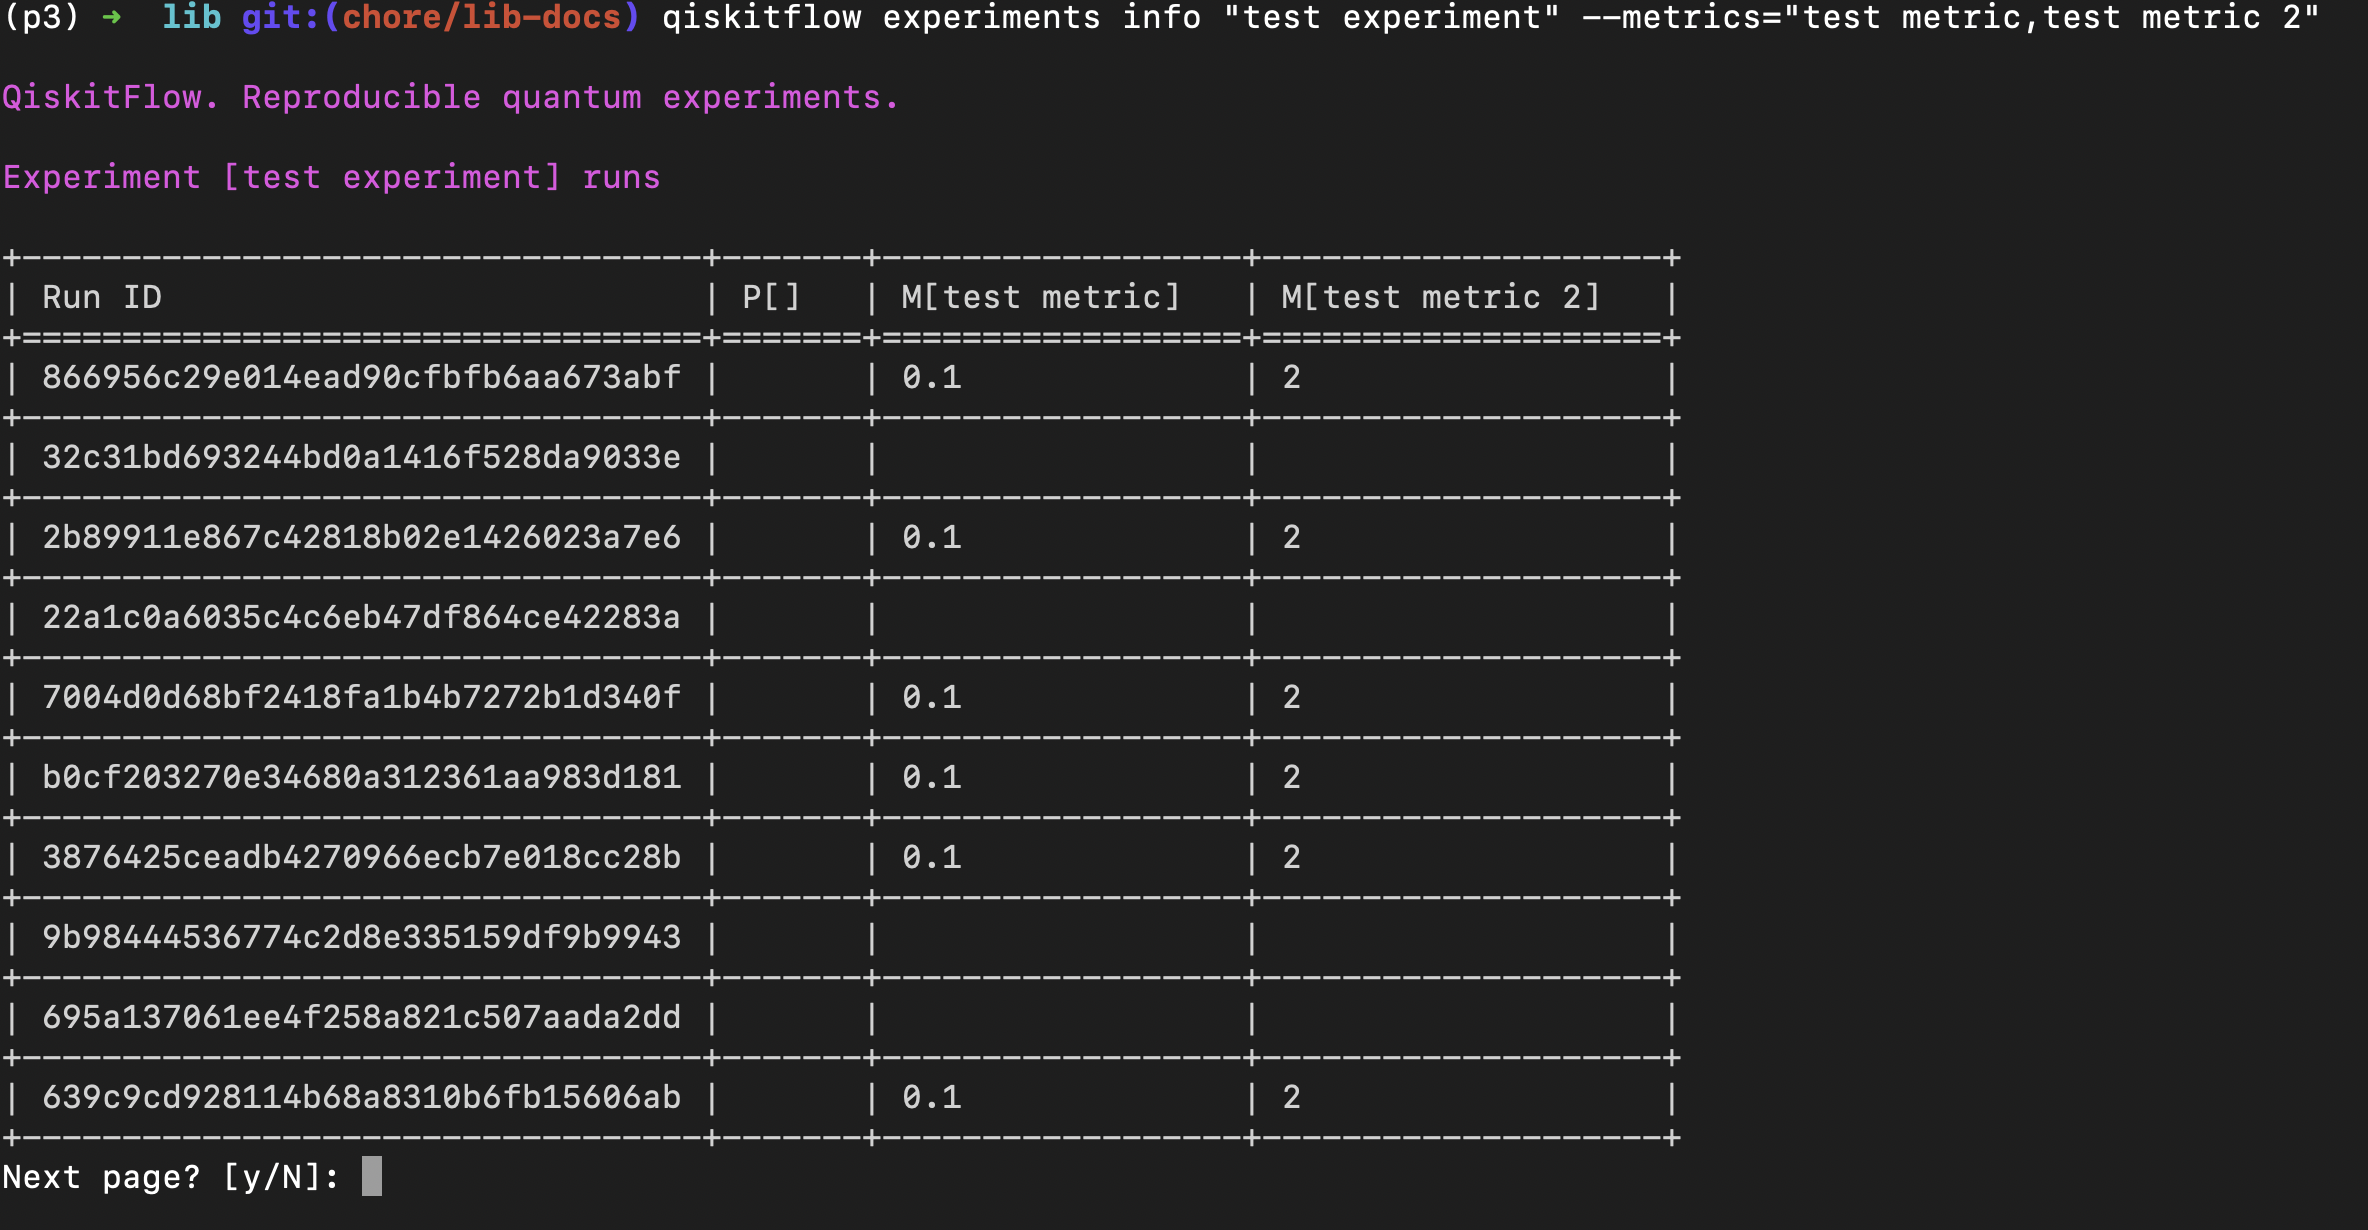 (p3) ➜  lib git:(chore/lib-docs) qiskitflow experiments info "test experiment" --metrics="test metric,test metric 2"
QiskitFlow. Reproducible quantum experiments.
Experiment [test experiment] runs
+----------------------------------+-------+------------------+--------------------+
| Run ID                           | P[]   | M[test metric]   | M[test metric 2]   |
+==================================+=======+==================+====================+
| 866956c29e014ead90cfbfb6aa673abf |       | 0.1              | 2                  |
+----------------------------------+-------+------------------+--------------------+
| 32c31bd693244bd0a1416f528da9033e |       |                  |                    |
+----------------------------------+-------+------------------+--------------------+
| 2b89911e867c42818b02e1426023a7e6 |       | 0.1              | 2                  |
+----------------------------------+-------+------------------+--------------------+
| 22a1c0a6035c4c6eb47df864ce42283a |       |                  |                    |
+----------------------------------+-------+------------------+--------------------+
| 7004d0d68bf2418fa1b4b7272b1d340f |       | 0.1              | 2                  |
+----------------------------------+-------+------------------+--------------------+
| b0cf203270e34680a312361aa983d181 |       | 0.1              | 2                  |
+----------------------------------+-------+------------------+--------------------+
| 3876425ceadb4270966ecb7e018cc28b |       | 0.1              | 2                  |
+----------------------------------+-------+------------------+--------------------+
| 9b98444536774c2d8e335159df9b9943 |       |                  |                    |
+----------------------------------+-------+------------------+--------------------+
| 695a137061ee4f258a821c507aada2dd |       |                  |                    |
+----------------------------------+-------+------------------+--------------------+
| 639c9cd928114b68a8310b6fb15606ab |       | 0.1              | 2                  |
+----------------------------------+-------+------------------+--------------------+
Next page? [y/N]: